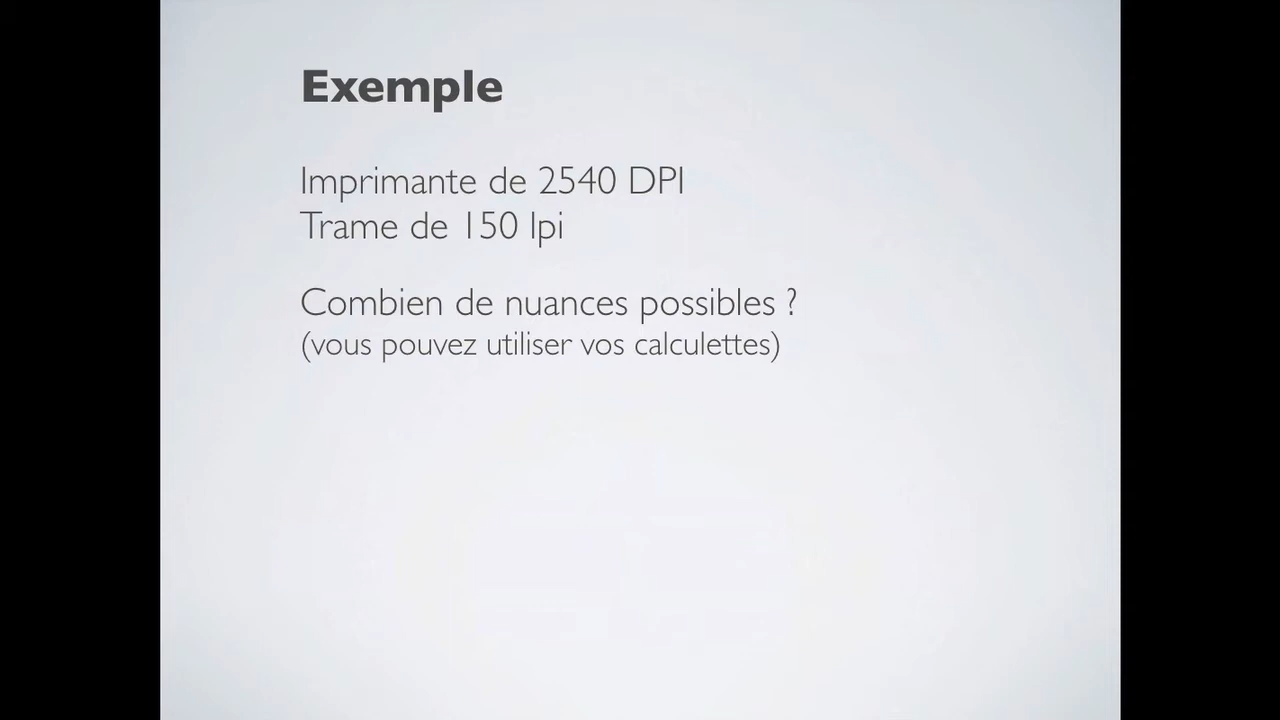 Exemple
Imprimante de 2540 DPI
Trame de 150 lpi
Combien de nuances possibles ?
(vous pouvez utiliser vos calculettes)